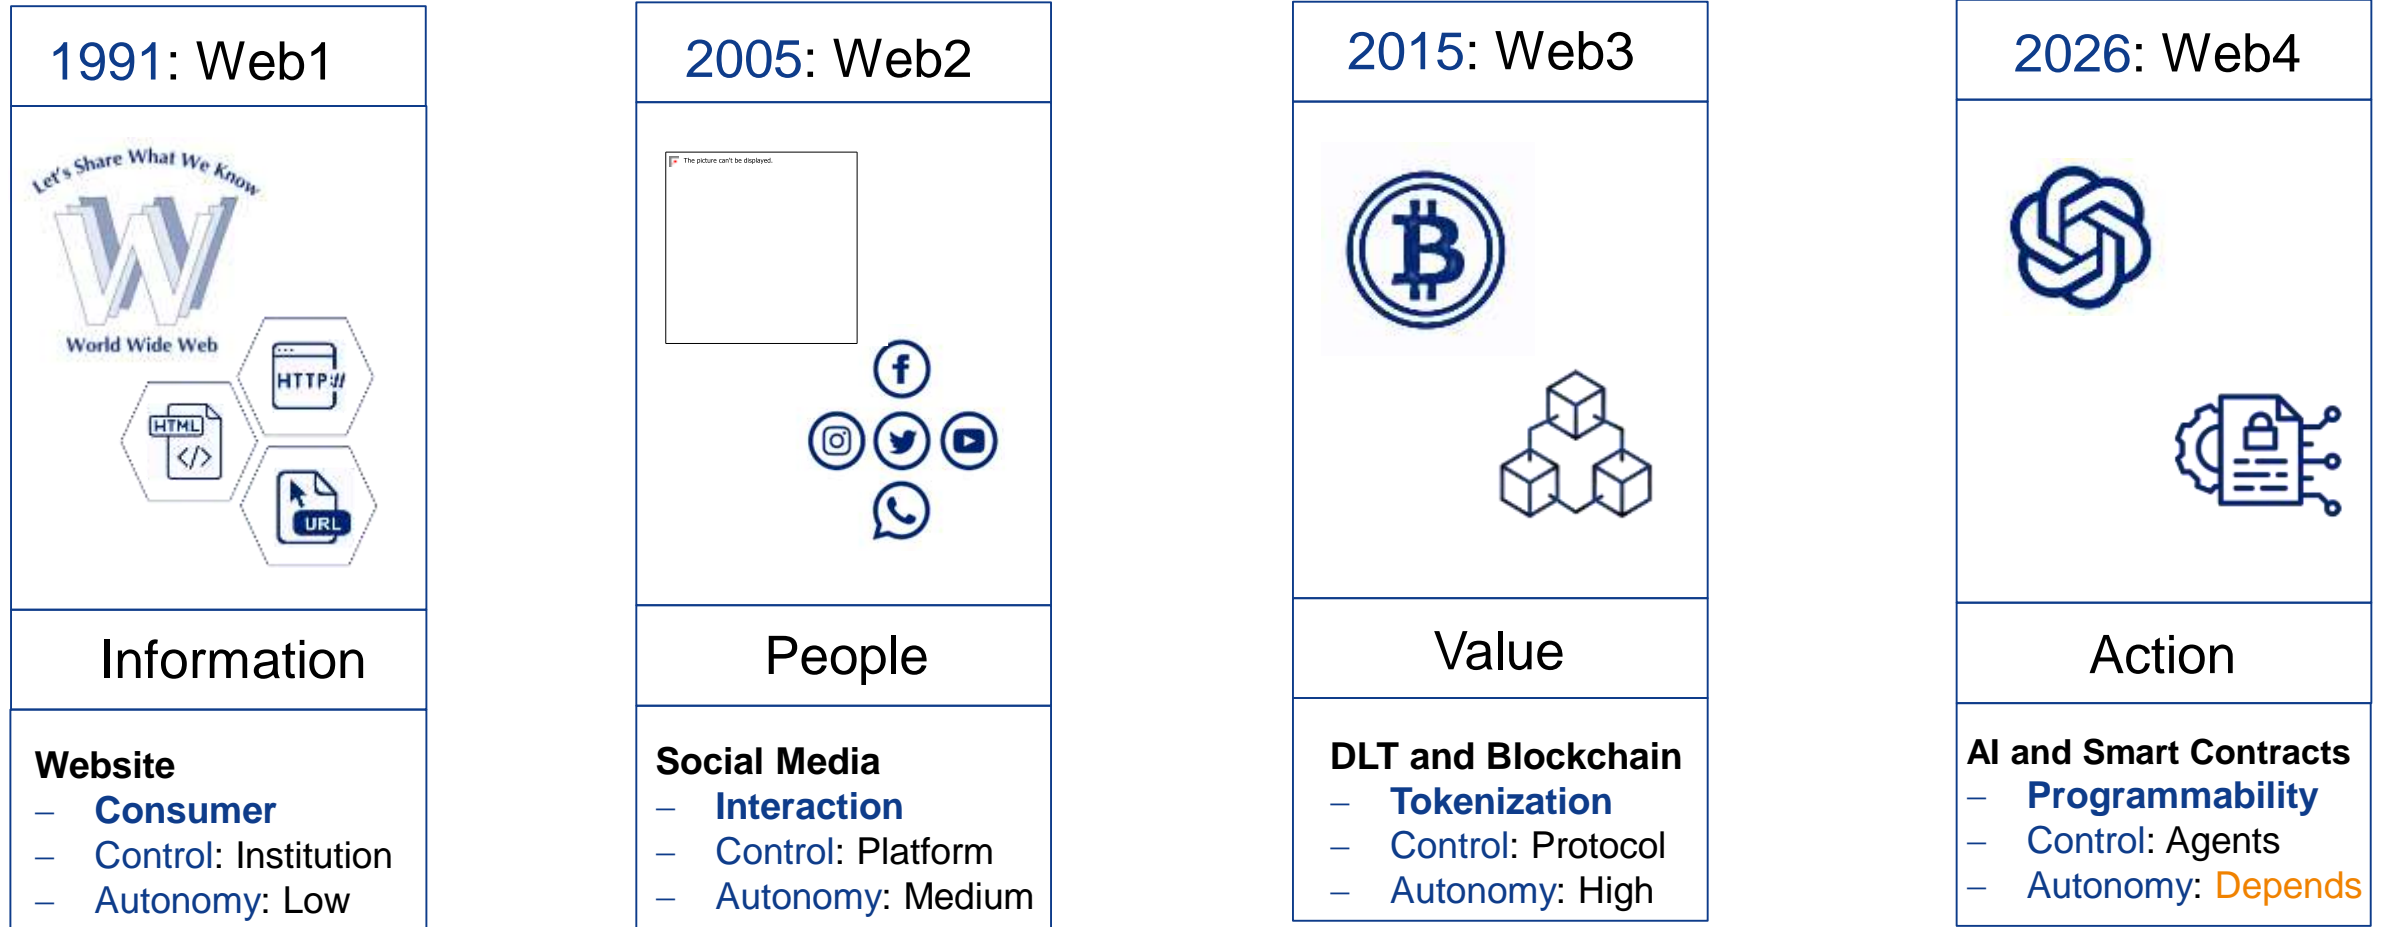 1991: Web1
Let's Share What We Know
World Wide Web
HTTP://
HTML
</>
URL
Information
Website
– Consumer
– Control: Institution
– Autonomy: Low
2005: Web2
The picture can't be displayed.
f
People
Social Media
– Interaction
– Control: Platform
– Autonomy: Medium
2015: Web3
B
Value
DLT and Blockchain
– Tokenization
– Control: Protocol
– Autonomy: High
2026: Web4
Action
AI and Smart Contracts
– Programmability
– Control: Agents
– Autonomy: Depends